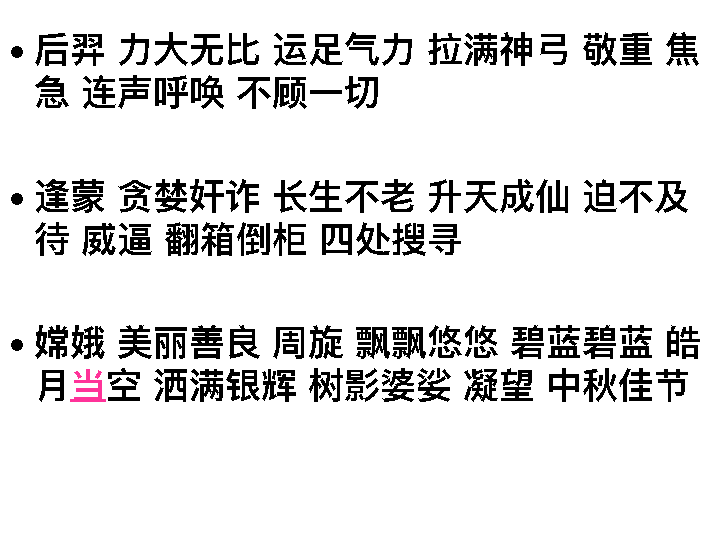 • 后羿 力大无比 运足气力 拉满神弓 敬重 焦
急 连声呼唤 不顾一切
• 逢蒙 贪婪奸诈 长生不老 升天成仙 迫不及
待 威逼 翻箱倒柜 四处搜寻
• 嫦娥 美丽善良 周旋 飘飘悠悠 碧蓝碧蓝 皓
月当空 洒满银辉 树影婆娑 凝望 中秋佳节